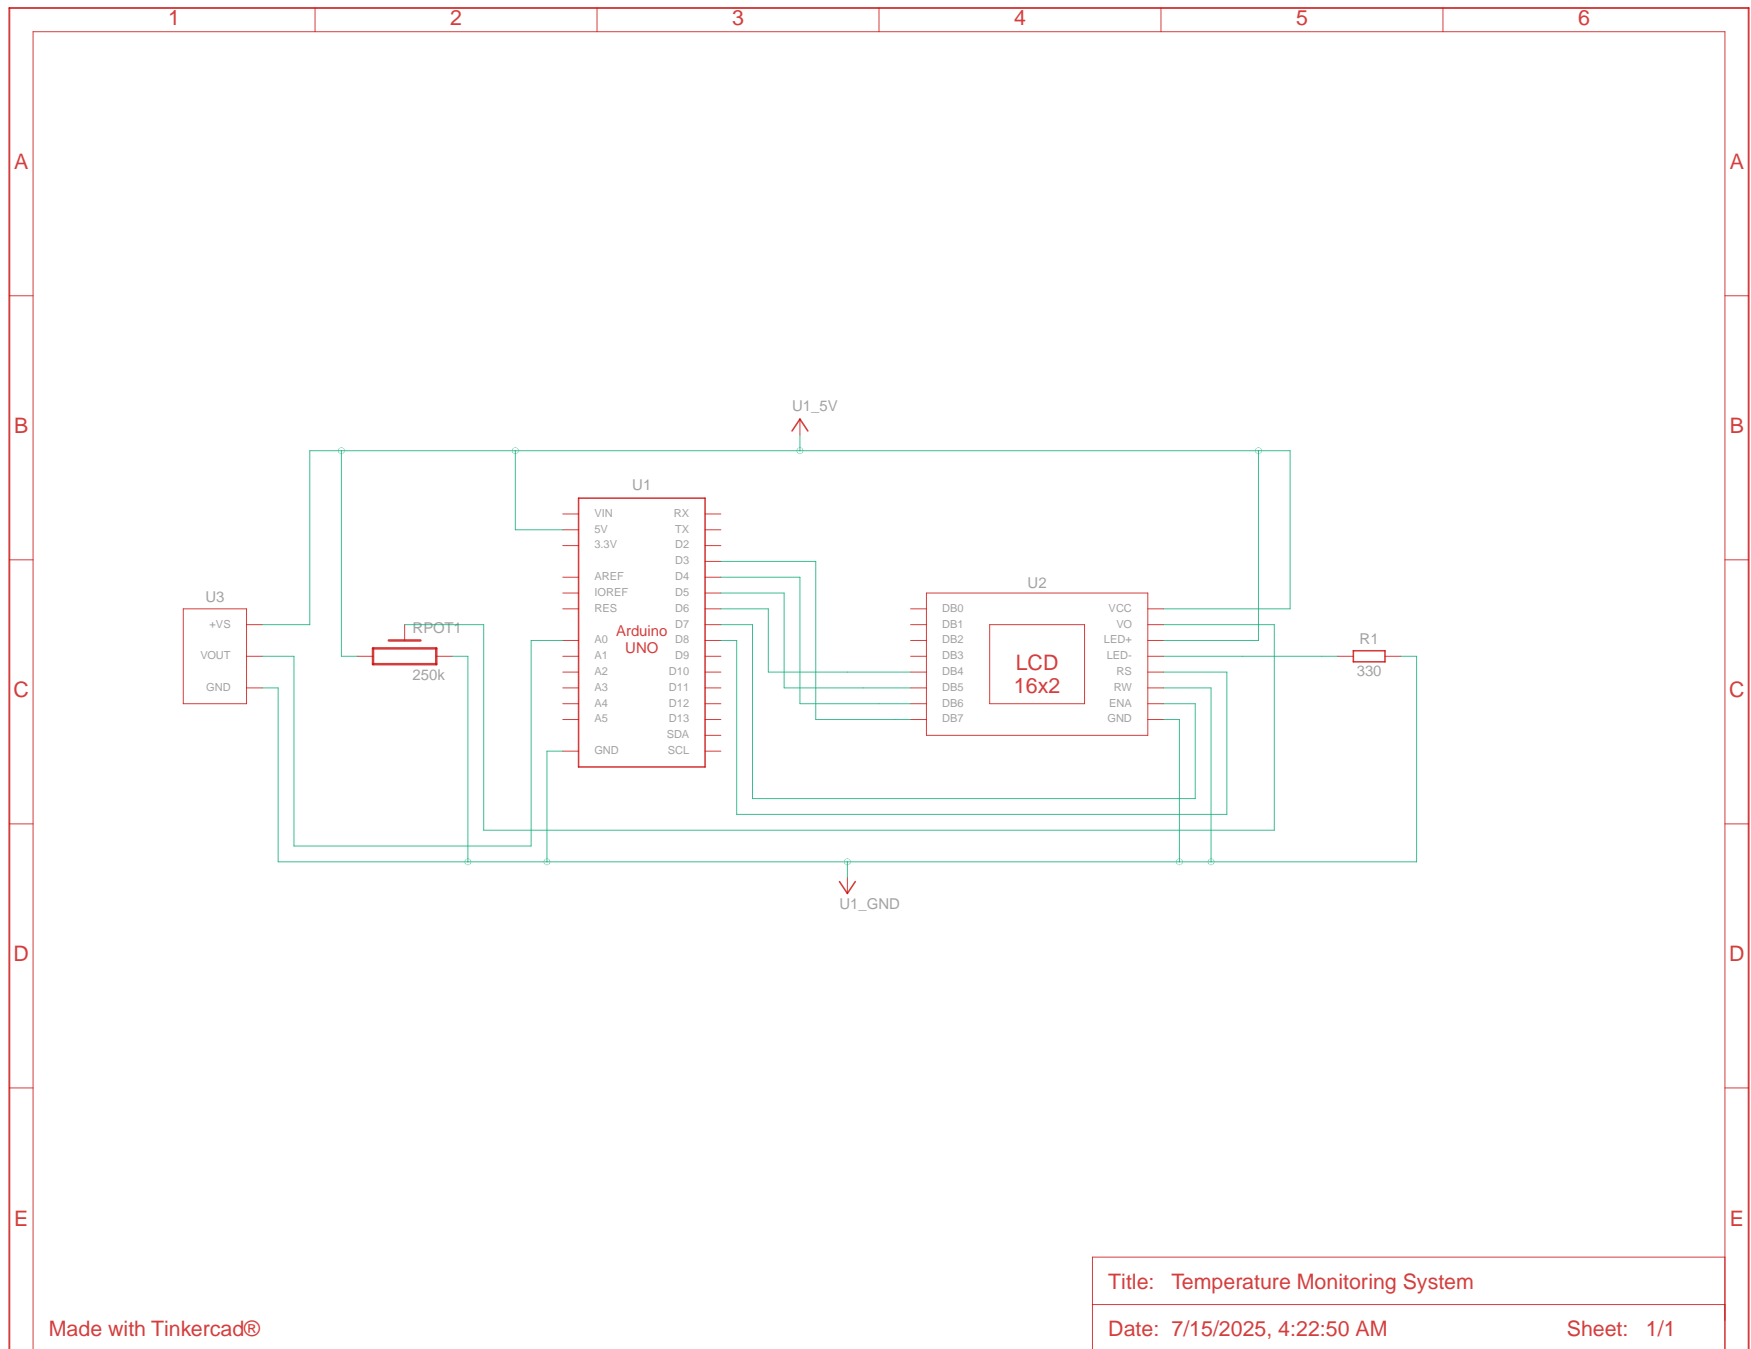 1 2 3 4 5 6
A A
B B
C C
D D
E E
U1_5V
U1
VIN RX
5V TX
3.3V D2
D3
AREF D4
IOREF D5
RES D6
D7
A0 D8
A1 D9
A2 D10
A3 D11
A4 D12
A5 D13
SDA
GND SCL
Arduino
UNO
U3
+VS
VOUT
GND
RPOT1
250k
U2
DB0 VCC
DB1 VO
DB2 LED+
DB3 LED-
DB4 RS
DB5 RW
DB6 ENA
DB7 GND
LCD
16x2
R1
330
U1_GND
Title: Temperature Monitoring System
Date: 7/15/2025, 4:22:50 AM Sheet: 1/1
Made with Tinkercad®